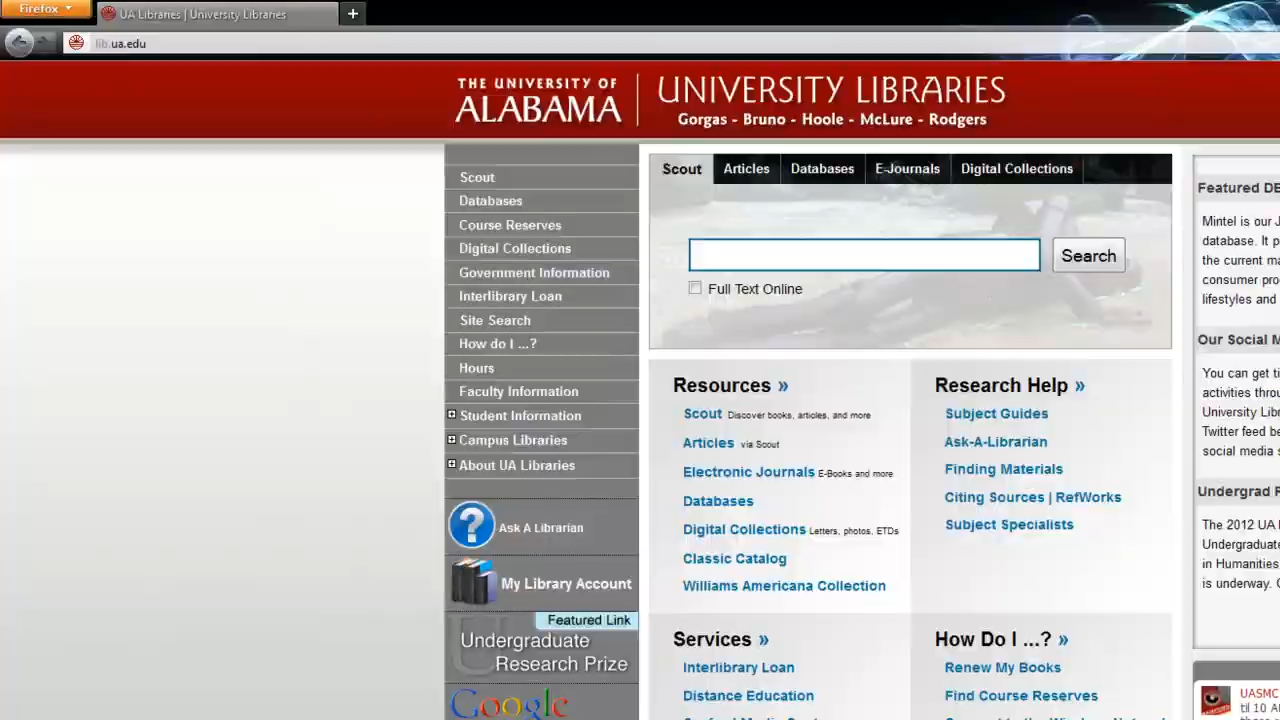 Firefox
UA Libraries | University Libraries
lib.ua.edu
THE UNIVERSITY OF
ALABAMA
UNIVERSITY LIBRARIES
Gorgas - Bruno - Hoole - McLure - Rodgers
Scout
Databases
Course Reserves
Digital Collections
Government Information
Interlibrary Loan
Site Search
How do I ...?
Hours
Faculty Information
Student Information
Campus Libraries
About UA Libraries
Ask A Librarian
My Library Account
Featured Link
Undergraduate
Research Prize
Google
Scout Articles Databases E-Journals Digital Collections
Search
Full Text Online
Resources »
Scout Discover books, articles, and more
Articles via Scout
Electronic Journals E-Books and more
Databases
Digital Collections Letters, photos, ETDs
Classic Catalog
Williams Americana Collection
Research Help »
Subject Guides
Ask-A-Librarian
Finding Materials
Citing Sources | RefWorks
Subject Specialists
Services »
Interlibrary Loan
Distance Education
How Do I ...?  »
Renew My Books
Find Course Reserves
Featured
Mintel is our
database. It
the current
consumer
lifestyles and
Our Social
You can get
activities
University
Twitter feed
social media
Undergrad
The 2012 UA
Undergraduate
in Humanities
is underway.
UASMC
til 10